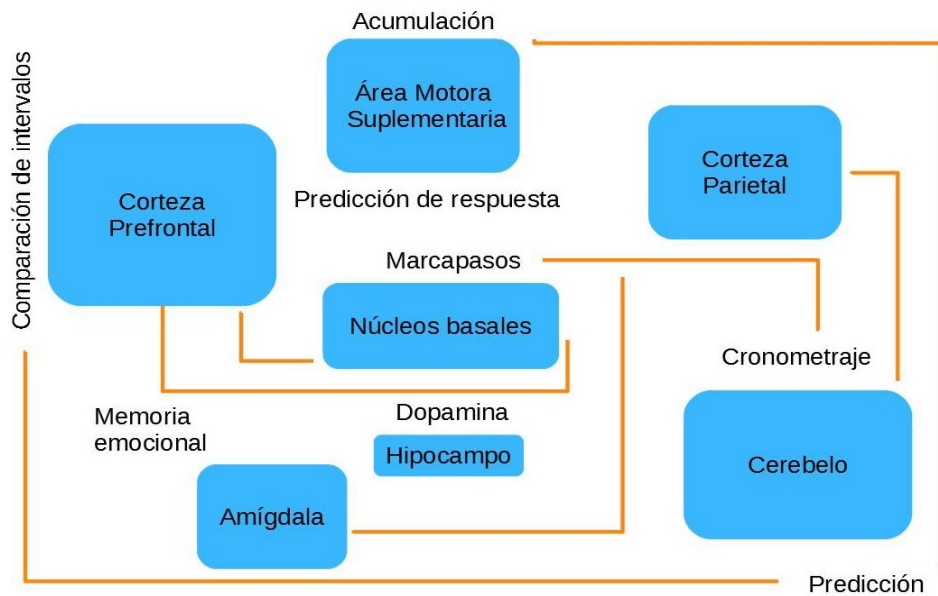 Acumulación
Comparación de intervalos
Área Motora
Suplementaria
Corteza
Prefrontal
Corteza
Parietal
Predicción de respuesta
Marcapasos
Núcleos basales
Cronometraje
Memoria
emocional
Dopamina
Hipocampo
Cerebelo
Amígdala
Predicción